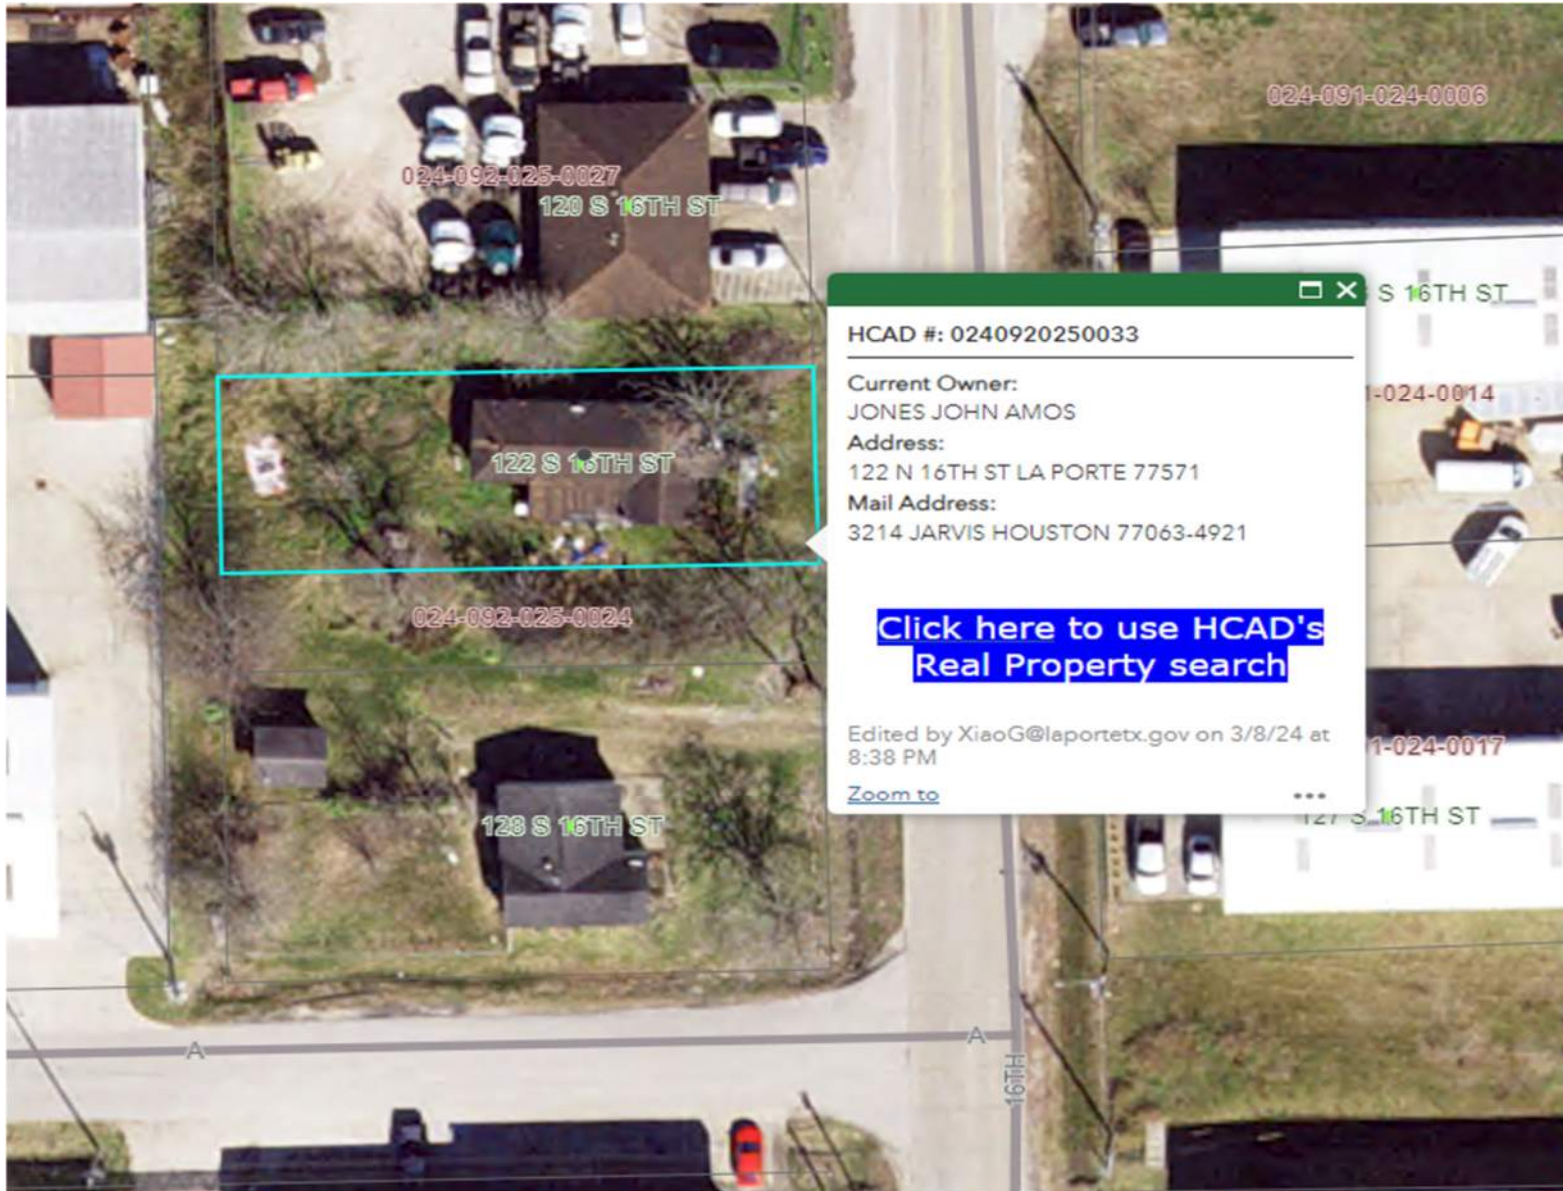 024-091-024-0006
024-092-025-0027
120 S 16TH ST
S 16TH ST
HCAD #: 0240920250033
Current Owner:
JONES JOHN AMOS
1-024-0014
Address:
122 S 16TH ST
122 N 16TH ST LA PORTE 77571
Mail Address:
3214 JARVIS HOUSTON 77063-4921
024-092-025-0024
Click here to use HCAD's
Real Property search
Edited by XiaoG@laportetx.gov on 3/8/24 at
8:38 PM
1-024-0017
Zoom to
127 S 16TH ST
128 S 16TH ST
A
A
16TH